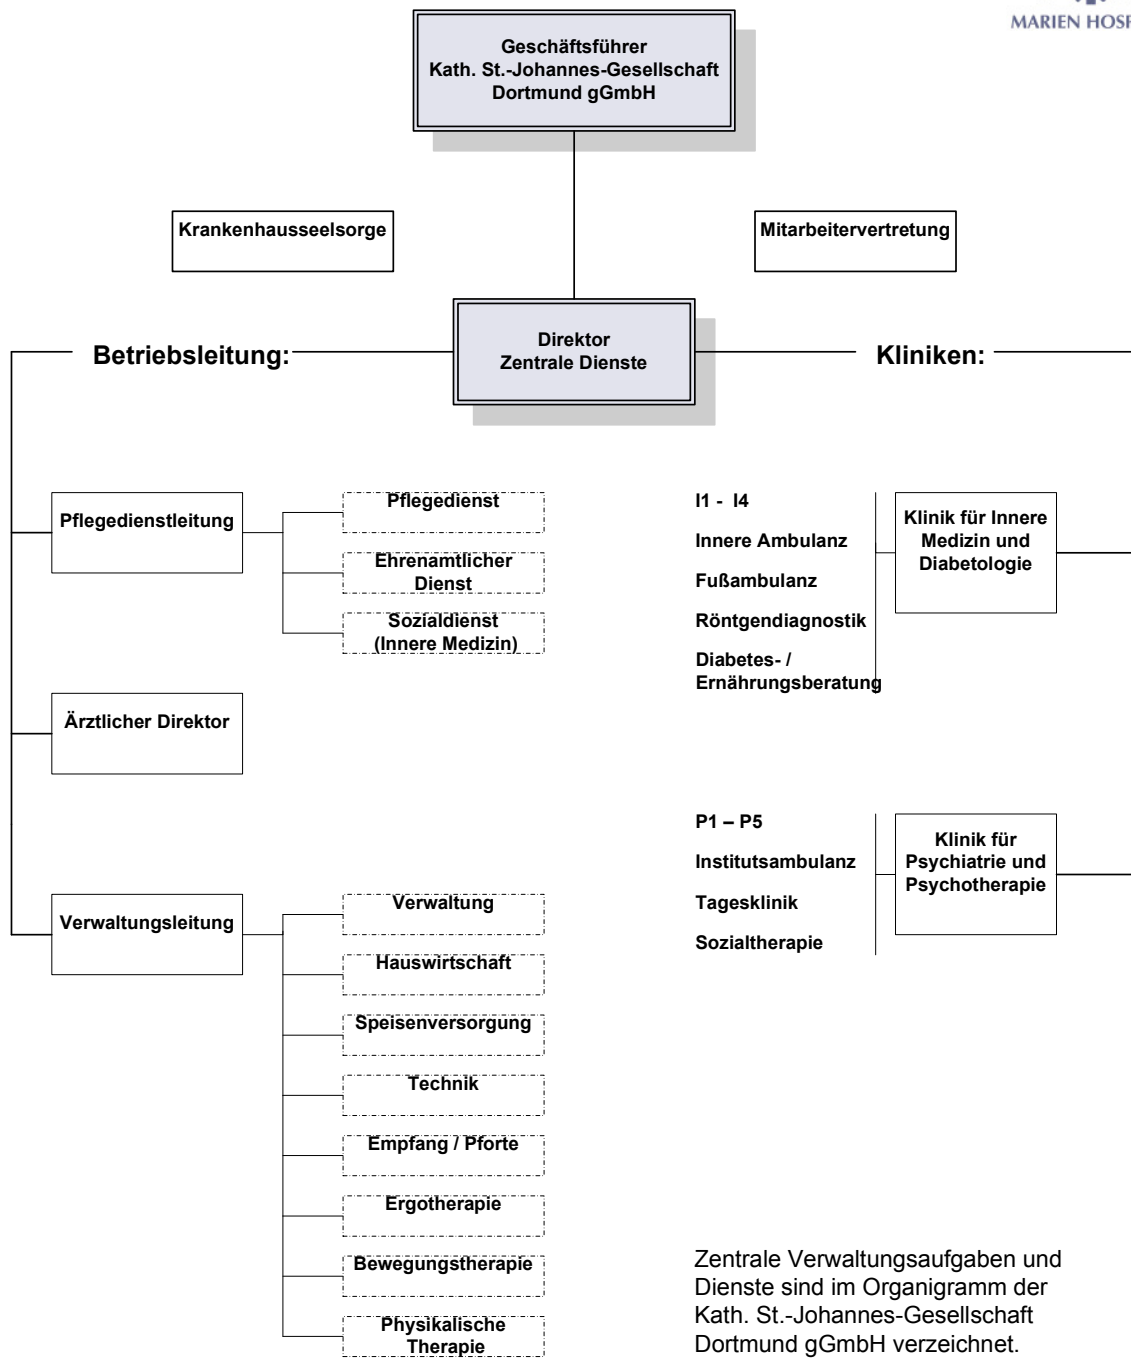 MARIEN
Geschäftsführer
Kath. St.-Johannes-Gesellschaft
Dortmund gGmbH
Krankenhausseelsorge
Mitarbeitervertretung
Direktor
Zentrale Dienste
Betriebsleitung:
Kliniken:
Pflegedienstleitung
Pflegedienst
Ehrenamtlicher
Dienst
Sozialdienst
(Innere Medizin)
Ärztlicher Direktor
Verwaltungsleitung
Verwaltung
Hauswirtschaft
Speisenversorgung
Technik
Empfang / Pforte
Ergotherapie
Bewegungstherapie
Physikalische
Therapie
I1 - I4
Innere Ambulanz
Fußambulanz
Röntgendiagnostik
Diabetes- /
Ernährungsberatung
Klinik für Innere
Medizin und
Diabetologie
P1 – P5
Institutsambulanz
Tagesklinik
Sozialtherapie
Klinik für
Psychiatrie und
Psychotherapie
Zentrale Verwaltungsaufgaben und
Dienste sind im Organigramm der
Kath. St.-Johannes-Gesellschaft
Dortmund gGmbH verzeichnet.